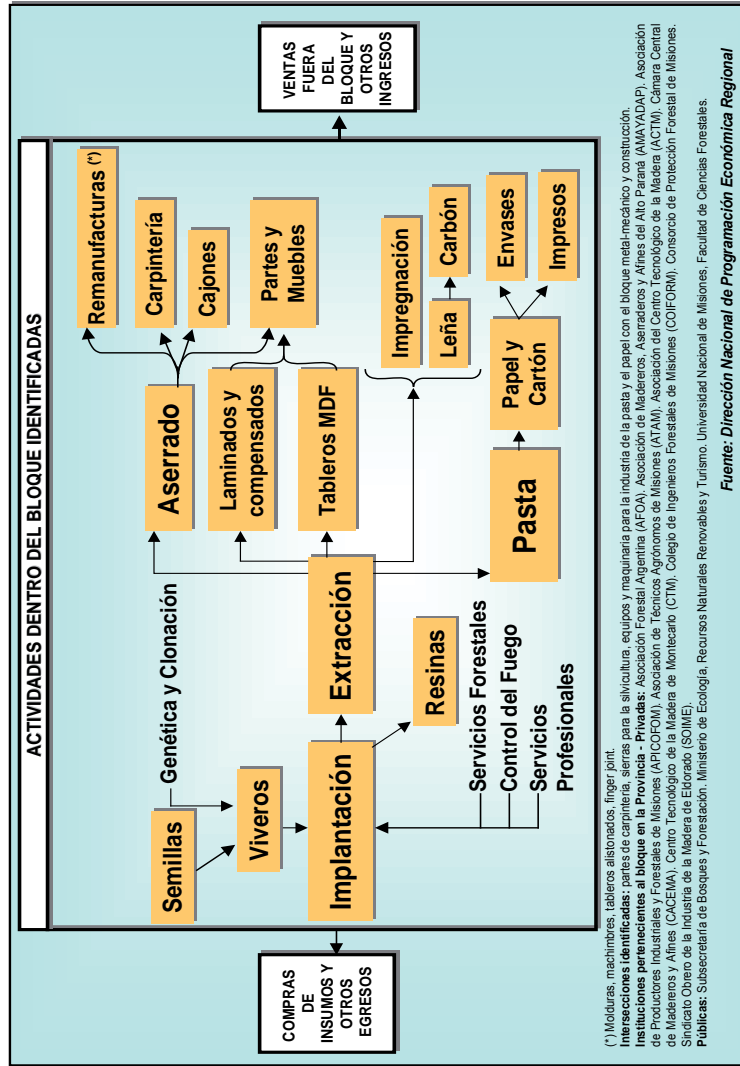 ACTIVIDADES DENTRO DEL BLOQUE IDENTIFICADAS
COMPRAS
DE
INSUMOS Y
OTROS
EGRESOS
Semillas
Genética y Clonación
Viveros
Implantación
Servicios Forestales
Control del Fuego
Servicios
Profesionales
Resinas
Extracción
Aserrado
Laminados y
compensados
Tableros MDF
Pasta
Remanufacturas (*)
Carpintería
Cajones
Partes y
Muebles
Impregnación
Leña
Carbón
Papel y
Cartón
Envases
Impresos
VENTAS
FUERA
DEL
BLOQUE Y
OTROS
INGRESOS
(*) Molduras, machimbres, tableros alistonados, finger joint.
Intersecciones identificadas: partes de carpintería, sierras para la silvicultura, equipos y maquinaria para la industria de la pasta y el papel con el bloque metal-mecánico y construcción.
Instituciones pertenecientes al bloque en la Provincia - Privadas: Asociación Forestal Argentina (AFOA). Asociación de Madereros, Aserraderos y Afines del Alto Paraná (AMAYADAP). Asociación
de Productores Industriales y Forestales de Misiones (APICOFOM). Asociación de Técnicos Agrónomos de Misiones (ATAM). Asociación del Centro Tecnológico de la Madera (ACTM). Cámara Central
de Madereros y Afines (CACEMA). Centro Tecnológico de la Madera de Montecarlo (CTM). Colegio de Ingenieros Forestales de Misiones (COIFORM). Consorcio de Protección Forestal de Misiones.
Sindicato Obrero de la Industria de la Madera de Eldorado (SOIME).
Públicas: Subsecretaría de Bosques y Forestación. Ministerio de Ecología, Recursos Naturales Renovables y Turismo. Universidad Nacional de Misiones, Facultad de Ciencias Forestales.
Fuente: Dirección Nacional de Programación Económica Regional